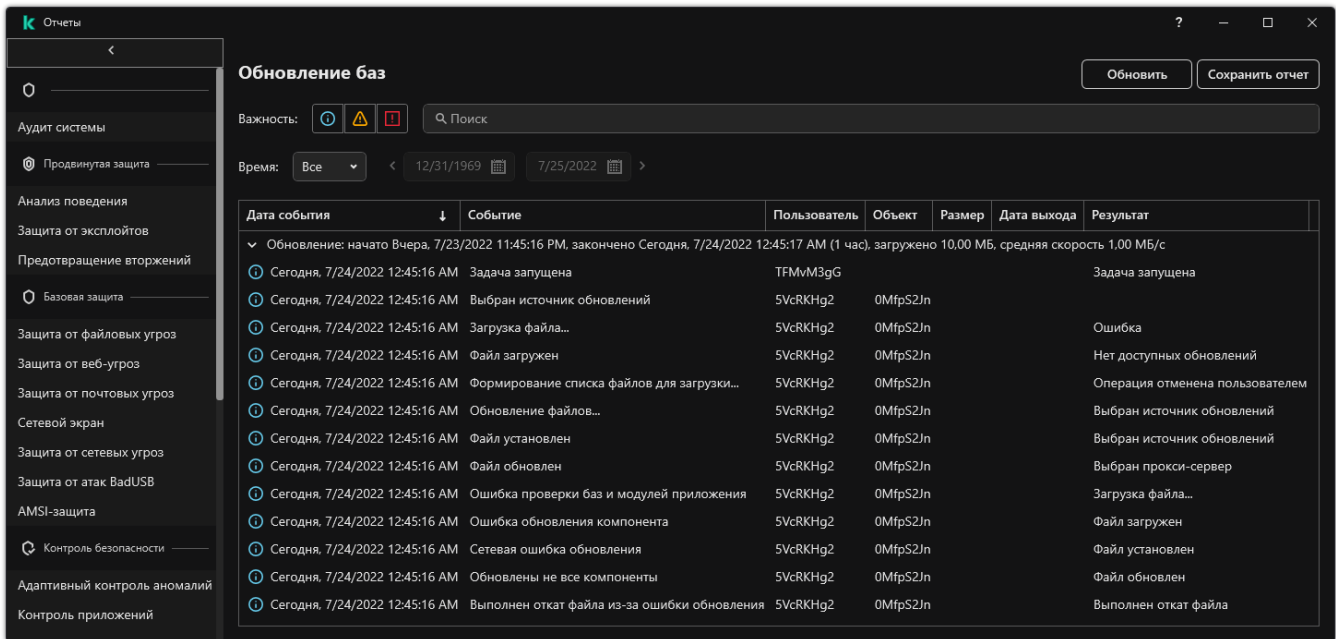 Отчеты
Аудит системы
Продвинутая защита
Анализ поведения
Защита от эксплойтов
Предотвращение вторжений
Базовая защита
Защита от файловых угроз
Защита от веб-угроз
Защита от почтовых угроз
Сетевой экран
Защита от сетевых угроз
Защита от атак BadUSB
AMSI-защита
Контроль безопасности
Адаптивный контроль аномалий
Контроль приложений
Обновление баз
Обновить Сохранить отчет
Важность: Поиск
Время: Все 12/31/1969 7/25/2022
Дата события Событие Пользователь Объект Размер Дата выхода Результат
Обновление: начато Вчера, 7/23/2022 11:45:16 PM, закончено Сегодня, 7/24/2022 12:45:17 AM (1 час), загружено 10,00 МБ, средняя скорость 1,00 МБ/с
Сегодня, 7/24/2022 12:45:16 AM Задача запущена TFMvM3gG Задача запущена
Сегодня, 7/24/2022 12:45:16 AM Выбран источник обновлений 5VcRKHg2 0MfpS2Jn
Сегодня, 7/24/2022 12:45:16 AM Загрузка файла... 5VcRKHg2 0MfpS2Jn Ошибка
Сегодня, 7/24/2022 12:45:16 AM Файл загружен 5VcRKHg2 0MfpS2Jn Нет доступных обновлений
Сегодня, 7/24/2022 12:45:16 AM Формирование списка файлов для загрузки... 5VcRKHg2 0MfpS2Jn Операция отменена пользователем
Сегодня, 7/24/2022 12:45:16 AM Обновление файлов... 5VcRKHg2 0MfpS2Jn Выбран источник обновлений
Сегодня, 7/24/2022 12:45:16 AM Файл установлен 5VcRKHg2 0MfpS2Jn Выбран источник обновлений
Сегодня, 7/24/2022 12:45:16 AM Файл обновлен 5VcRKHg2 0MfpS2Jn Выбран прокси-сервер
Сегодня, 7/24/2022 12:45:16 AM Ошибка проверки баз и модулей приложения 5VcRKHg2 0MfpS2Jn Загрузка файла...
Сегодня, 7/24/2022 12:45:16 AM Ошибка обновления компонента 5VcRKHg2 0MfpS2Jn Файл загружен
Сегодня, 7/24/2022 12:45:16 AM Сетевая ошибка обновления 5VcRKHg2 0MfpS2Jn Файл установлен
Сегодня, 7/24/2022 12:45:16 AM Обновлены не все компоненты 5VcRKHg2 0MfpS2Jn Файл обновлен
Сегодня, 7/24/2022 12:45:16 AM Выполнен откат файла из-за ошибки обновления 5VcRKHg2 0MfpS2Jn Выполнен откат файла